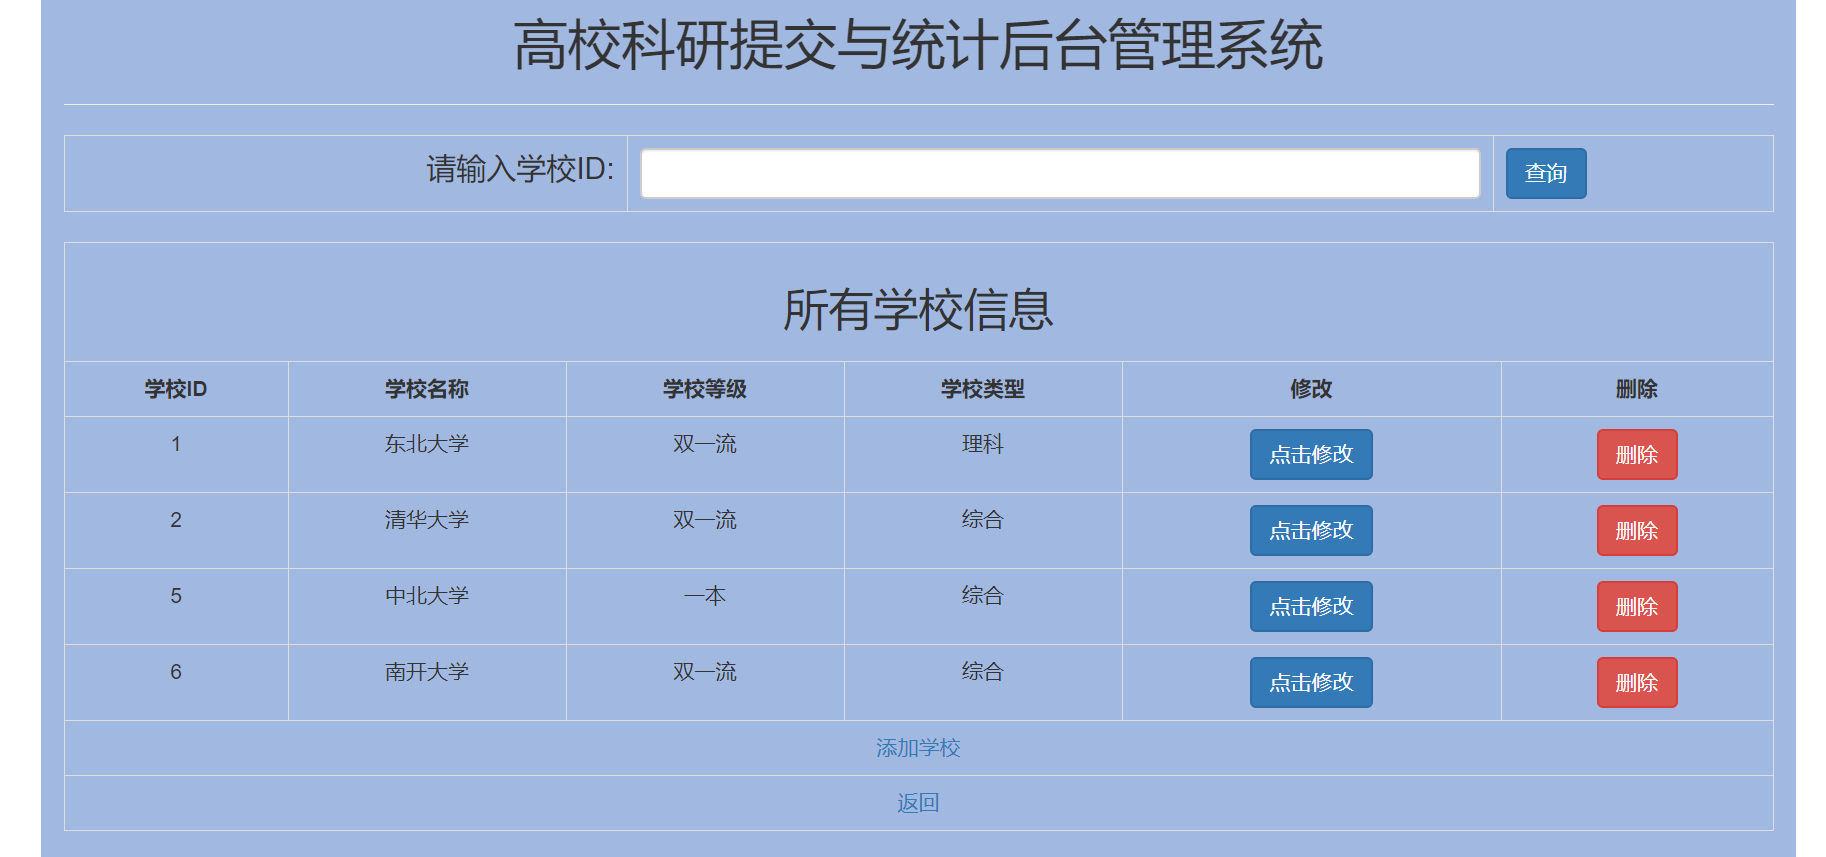 高校科研提交与统计后台管理系统
请输入学校ID: 查询
所有学校信息
学校ID 学校名称 学校等级 学校类型 修改 删除
1 东北大学 双一流 理科 点击修改 删除
2 清华大学 双一流 综合 点击修改 删除
5 中北大学 一本 综合 点击修改 删除
6 南开大学 双一流 综合 点击修改 删除
添加学校
返回